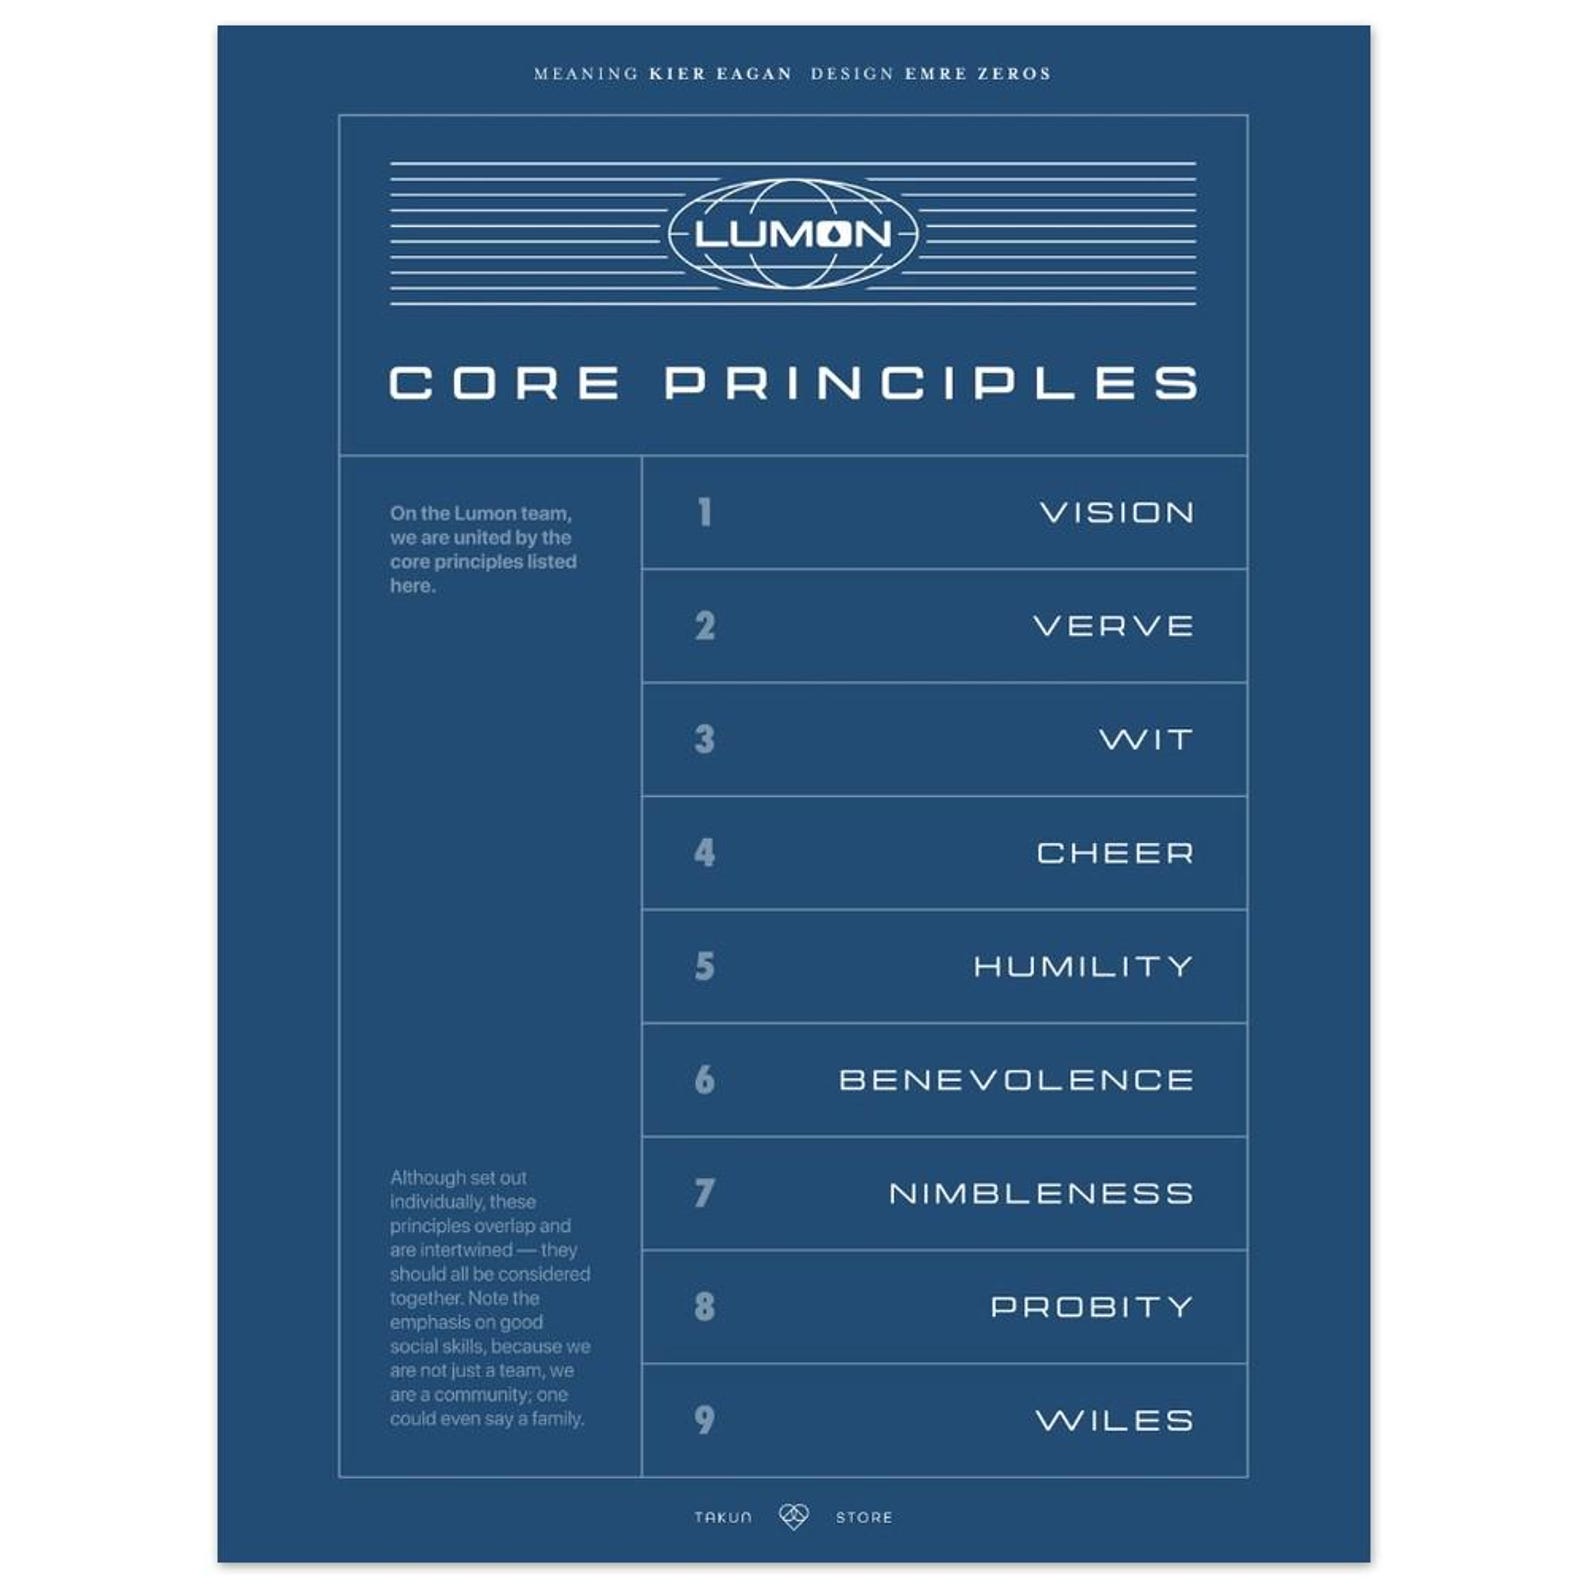 MEANING KIER EAGAN DESIGN EMRE ZEROS
LUMON
CORE PRINCIPLES
On the Lumon team,
we are united by the
core principles listed
here.
Although set out
individually, these
principles overlap and
are intertwined — they
should all be considered
together. Note the
emphasis on good
social skills, because we
are not just a team, we
are a community; one
could even say a family.
1 VISION
2 VERVE
3 WIT
4 CHEER
5 HUMILITY
6 BENEVOLENCE
7 NIMBLENESS
8 PROBITY
9 WILES
TAKUN STORE